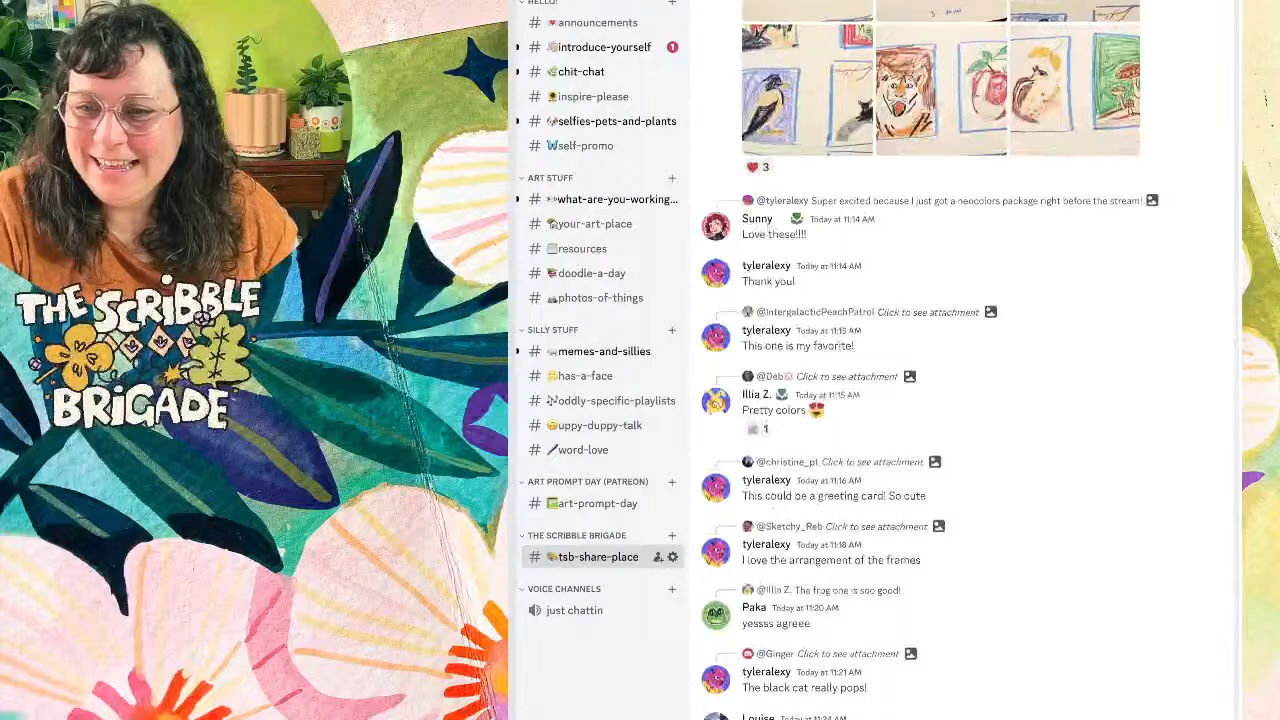 HELLO!
announcements
introduce-yourself 1
chit-chat
inspire-please
selfies-pets-and-plants
self-promo
ART STUFF
what-are-you-working...
your-art-place
resources
doodle-a-day
photos-of-things
SILLY STUFF
memes-and-sillies
has-a-face
oddly-specific-playlists
uppy-duppy-talk
word-love
ART PROMPT DAY (PATREON)
art-prompt-day
THE SCRIBBLE BRIGADE
tsb-share-place
VOICE CHANNELS
just chattin
THE SCRIBBLE
BRIGADE
3
@tyleralexy Super excited because I just got a neocolors package right before the stream!
Sunny Today at 11:14 AM
Love these!!!!
tyleralexy Today at 11:14 AM
Thank you!
@IntergalacticPeachPatrol Click to see attachment
tyleralexy Today at 11:15 AM
This one is my favorite!
@Deb Click to see attachment
Illia Z. Today at 11:15 AM
Pretty colors
1
@christine_pt Click to see attachment
tyleralexy Today at 11:16 AM
This could be a greeting card! So cute
@Sketchy_Reb Click to see attachment
tyleralexy Today at 11:18 AM
I love the arrangement of the frames
@Illia Z. The frog one is soo good!
Paka Today at 11:20 AM
yessss agreee
@Ginger Click to see attachment
tyleralexy Today at 11:21 AM
The black cat really pops!
Louise Today at 11:24 AM